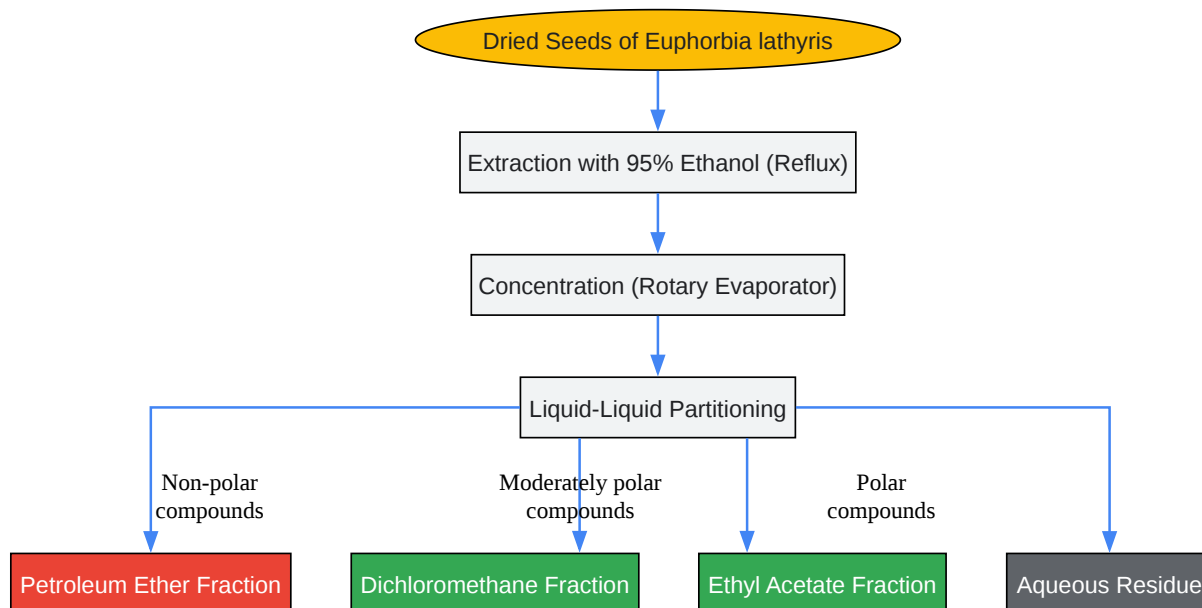 Dried Seeds of Euphorbia lathyris
Extraction with 95% Ethanol (Reflux)
Concentration (Rotary Evaporator)
Liquid-Liquid Partitioning
Non-polar
compounds
Moderately polar
compounds
Polar
compounds
Petroleum Ether Fraction
Dichloromethane Fraction
Ethyl Acetate Fraction
Aqueous Residue